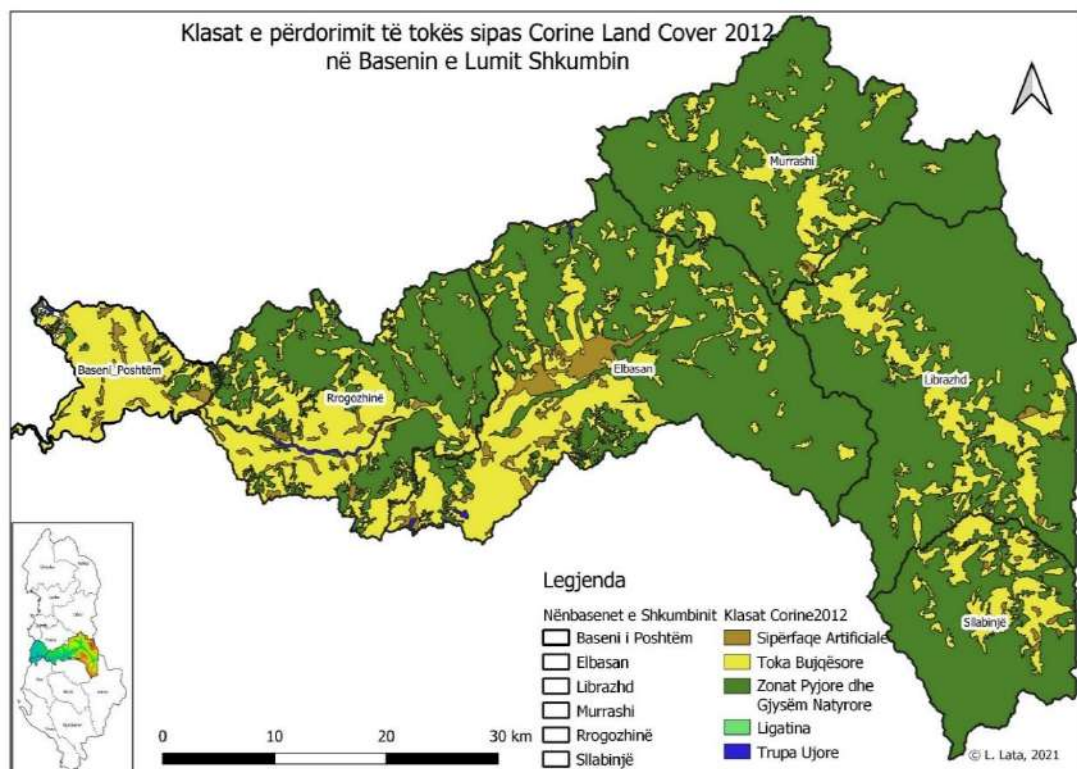 Klasat e përdorimit të tokës sipas Corine Land Cover 2012
në Basenin e Lumit Shkumbin
Murrashi
Baseni_Poshtëm
Rrogozhinë
Elbasan
Librazhd
Sllabinjë
Legjenda
Nënbasenet e Shkumbinit
Baseni i Poshtëm
Elbasan
Librazhd
Murrashi
Rrogozhinë
Sllabinjë
Klasat Corine2012
Sipërfaqe Artificiale
Toka Bujqësore
Zonat Pyjore dhe
Gjysëm Natyrore
Ligatina
Trupa Ujore
0 10 20 30 km
© L. Lata, 2021